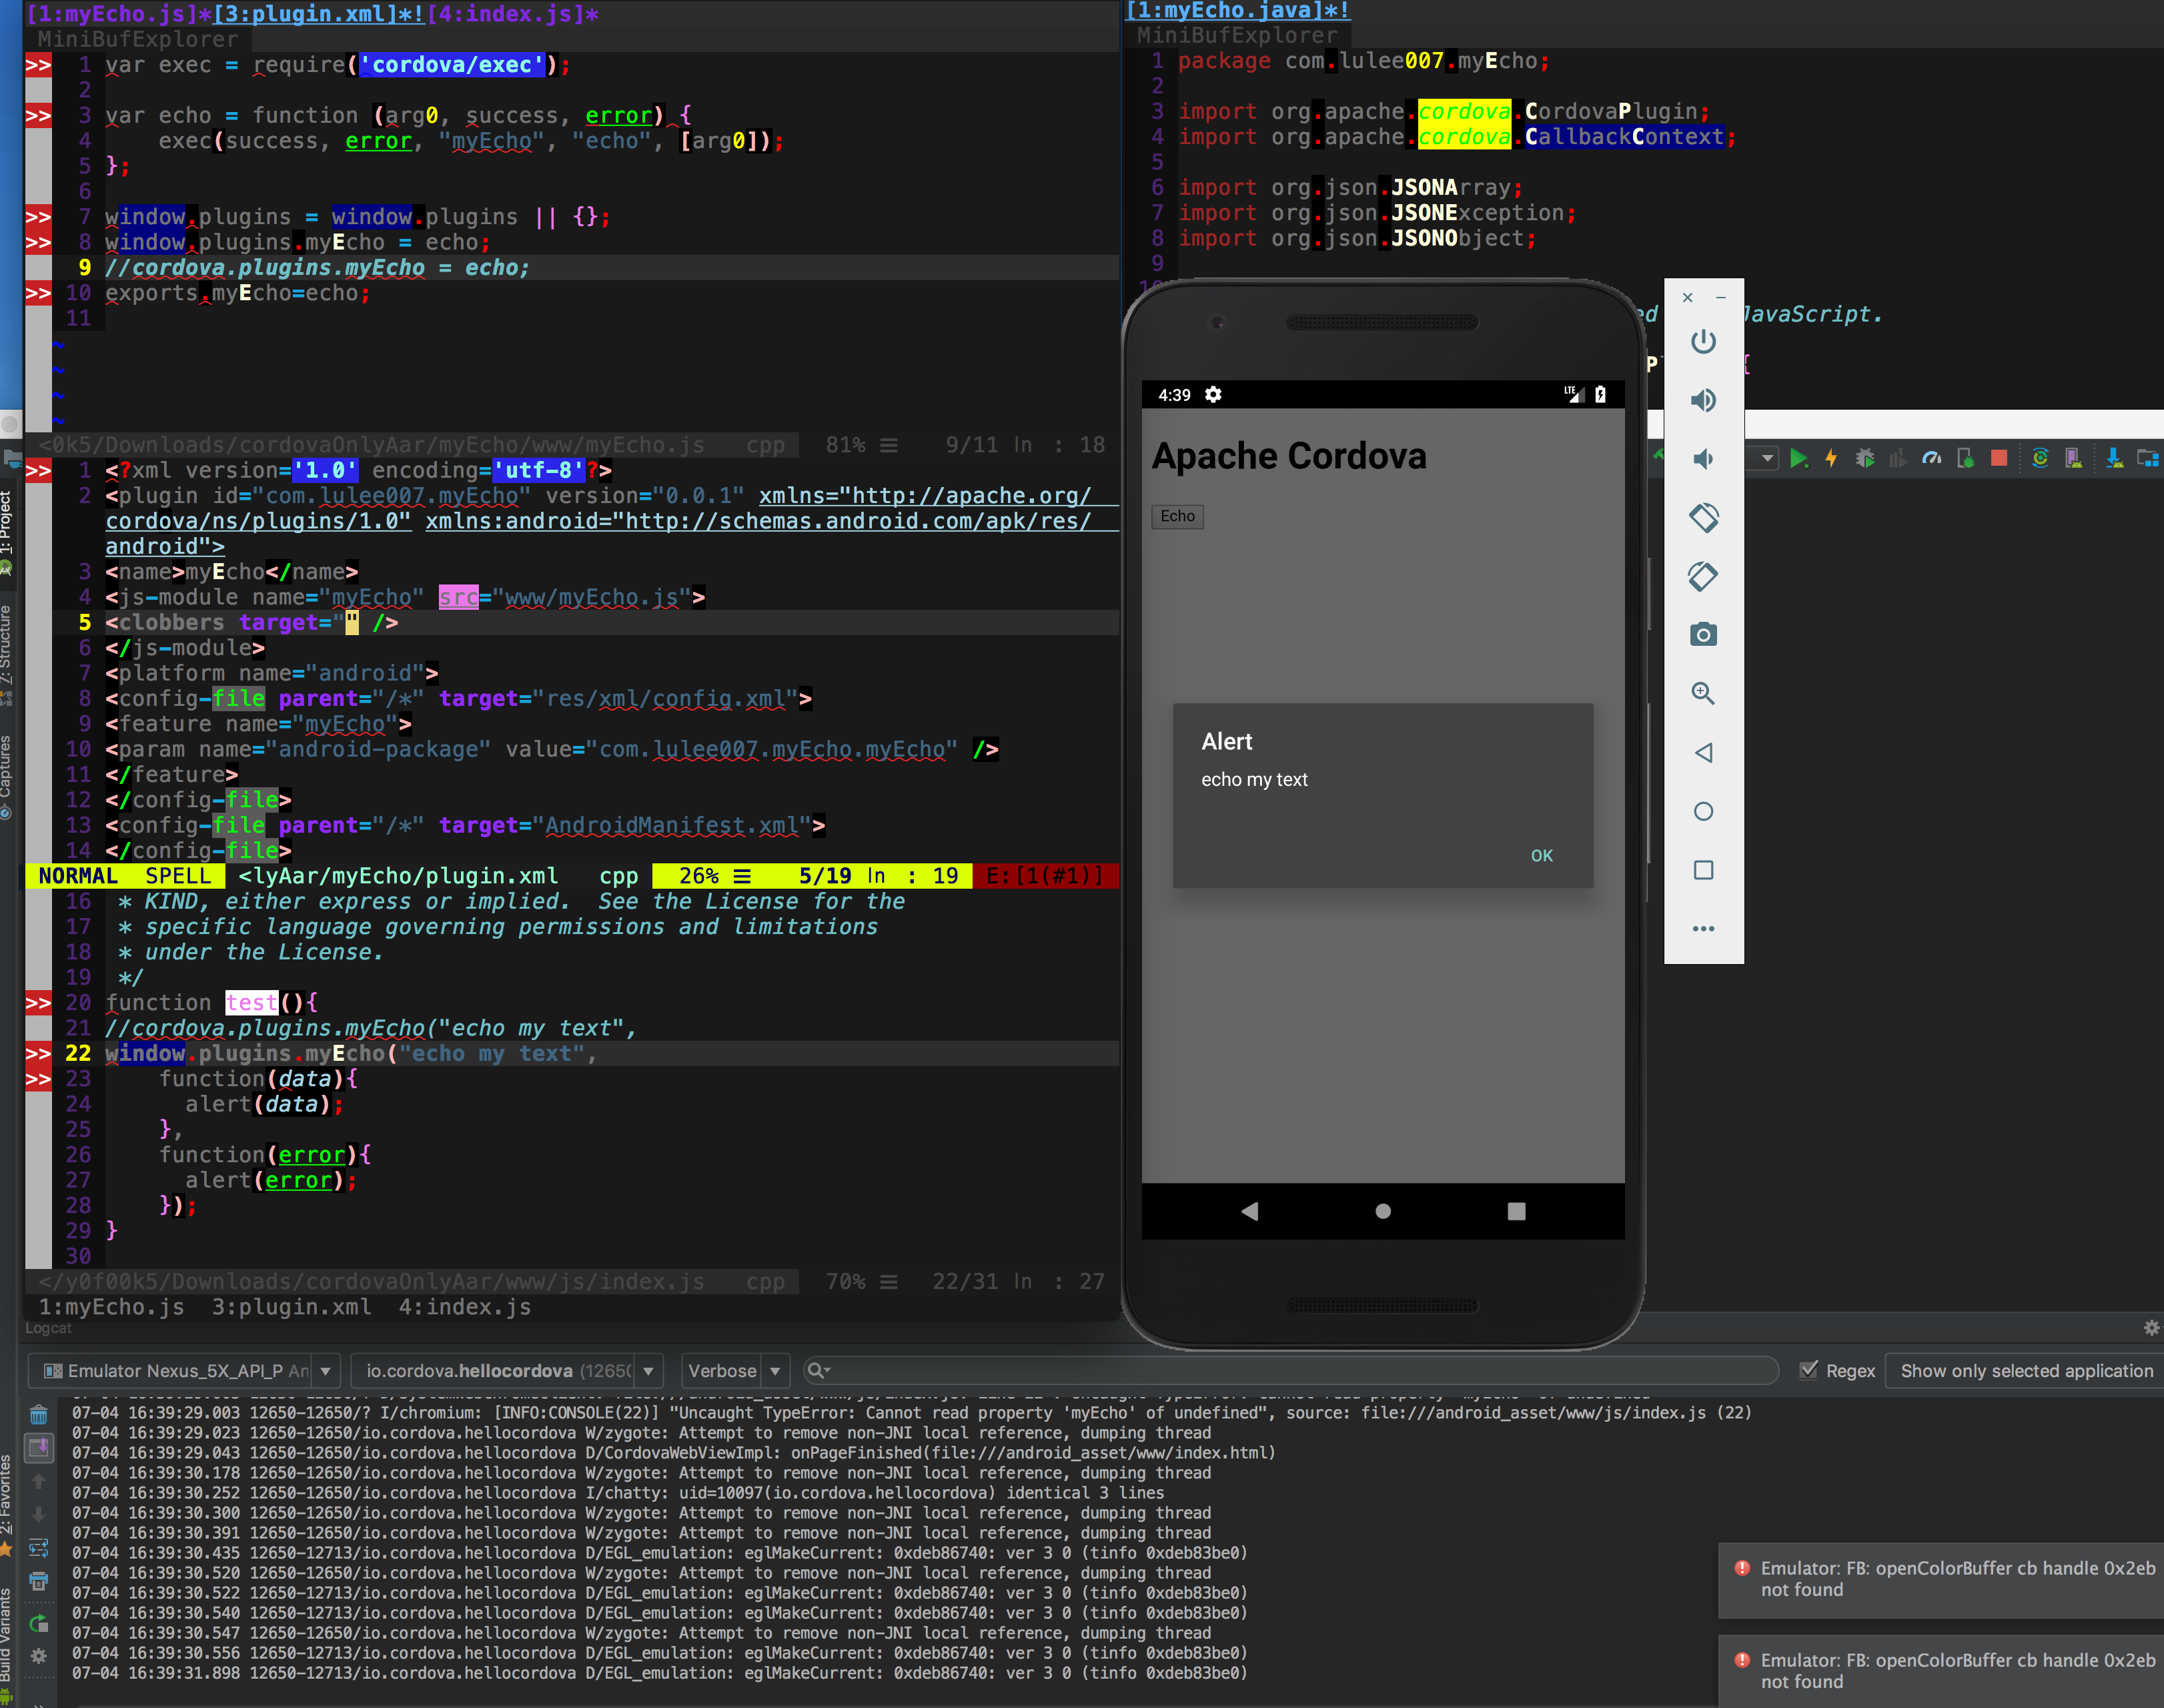 [1:myEcho.js]*[3:plugin.xml]*![4:index.js]*
MiniBufExplorer
>> 1 var exec = require('cordova/exec');
2
>> 3 var echo = function (arg0, success, error) {
4 exec(success, error, "myEcho", "echo", [arg0]);
5 };
6
>> 7 window.plugins = window.plugins || {};
>> 8 window.plugins.myEcho = echo;
9 //cordova.plugins.myEcho = echo;
>> 10 exports.myEcho=echo;
11
~
~
~
~
<0k5/Downloads/cordovaOnlyAar/myEcho/www/myEcho.js cpp 81% ☰ 9/11 ln : 18
>> 1 <?xml version='1.0' encoding='utf-8'?>
2 <plugin id="com.lulee007.myEcho" version="0.0.1" xmlns="http://apache.org/
cordova/ns/plugins/1.0" xmlns:android="http://schemas.android.com/apk/res/
android">
3 <name>myEcho</name>
4 <js-module name="myEcho" src="www/myEcho.js">
5 <clobbers target="" />
6 </js-module>
7 <platform name="android">
8 <config-file parent="/*" target="res/xml/config.xml">
9 <feature name="myEcho">
10 <param name="android-package" value="com.lulee007.myEcho.myEcho" />
11 </feature>
12 </config-file>
13 <config-file parent="/*" target="AndroidManifest.xml">
14 </config-file>
NORMAL SPELL <lyAar/myEcho/plugin.xml cpp 26% ☰ 5/19 ln : 19 E:[1(#1)]
16 * KIND, either express or implied.  See the License for the
17 * specific language governing permissions and limitations
18 * under the License.
19 */
>> 20 function test(){
21 //cordova.plugins.myEcho("echo my text",
>> 22 window.plugins.myEcho("echo my text",
>> 23 function(data){
24 alert(data);
25 },
26 function(error){
27 alert(error);
28 });
29 }
30
</y0f00k5/Downloads/cordovaOnlyAar/www/js/index.js cpp 70% ☰ 22/31 ln : 27
1:myEcho.js 3:plugin.xml 4:index.js
[1:myEcho.java]*!
MiniBufExplorer
1 package com.lulee007.myEcho;
2
3 import org.apache.cordova.CordovaPlugin;
4 import org.apache.cordova.CallbackContext;
5
6 import org.json.JSONArray;
7 import org.json.JSONException;
8 import org.json.JSONObject;
9
10
ed JavaScript.
P {
4:39
LTE
Apache Cordova
Echo
Alert
echo my text
OK
1: Project
7: Structure
Captures
2: Favorites
Build Variants
Logcat
Emulator Nexus_5X_API_P An
io.cordova.hellocordova (1265(
Verbose
Regex
Show only selected application
07-04 16:39:29.003 12650-12650/? I/chromium: [INFO:CONSOLE(22)] "Uncaught TypeError: Cannot read property 'myEcho' of undefined", source: file:///android_asset/www/js/index.js (22)
07-04 16:39:29.023 12650-12650/io.cordova.hellocordova W/zygote: Attempt to remove non-JNI local reference, dumping thread
07-04 16:39:29.043 12650-12650/io.cordova.hellocordova D/CordovaWebViewImpl: onPageFinished(file:///android_asset/www/index.html)
07-04 16:39:30.178 12650-12650/io.cordova.hellocordova W/zygote: Attempt to remove non-JNI local reference, dumping thread
07-04 16:39:30.252 12650-12650/io.cordova.hellocordova I/chatty: uid=10097(io.cordova.hellocordova) identical 3 lines
07-04 16:39:30.300 12650-12650/io.cordova.hellocordova W/zygote: Attempt to remove non-JNI local reference, dumping thread
07-04 16:39:30.391 12650-12650/io.cordova.hellocordova W/zygote: Attempt to remove non-JNI local reference, dumping thread
07-04 16:39:30.435 12650-12713/io.cordova.hellocordova D/EGL_emulation: eglMakeCurrent: 0xdeb86740: ver 3 0 (tinfo 0xdeb83be0)
07-04 16:39:30.520 12650-12650/io.cordova.hellocordova W/zygote: Attempt to remove non-JNI local reference, dumping thread
07-04 16:39:30.522 12650-12713/io.cordova.hellocordova D/EGL_emulation: eglMakeCurrent: 0xdeb86740: ver 3 0 (tinfo 0xdeb83be0)
07-04 16:39:30.540 12650-12713/io.cordova.hellocordova D/EGL_emulation: eglMakeCurrent: 0xdeb86740: ver 3 0 (tinfo 0xdeb83be0)
07-04 16:39:30.547 12650-12650/io.cordova.hellocordova W/zygote: Attempt to remove non-JNI local reference, dumping thread
07-04 16:39:30.556 12650-12713/io.cordova.hellocordova D/EGL_emulation: eglMakeCurrent: 0xdeb86740: ver 3 0 (tinfo 0xdeb83be0)
07-04 16:39:31.898 12650-12713/io.cordova.hellocordova D/EGL_emulation: eglMakeCurrent: 0xdeb86740: ver 3 0 (tinfo 0xdeb83be0)
Emulator: FB: openColorBuffer cb handle 0x2eb
not found
Emulator: FB: openColorBuffer cb handle 0x2eb
not found